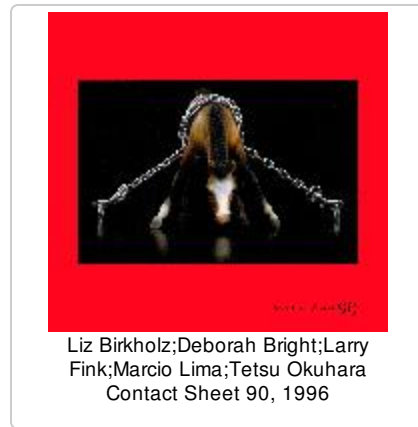 Liz Birkholz;Deborah Bright;Larry
Fink;Marcio Lima;Tetsu Okuhara
Contact Sheet 90, 1996